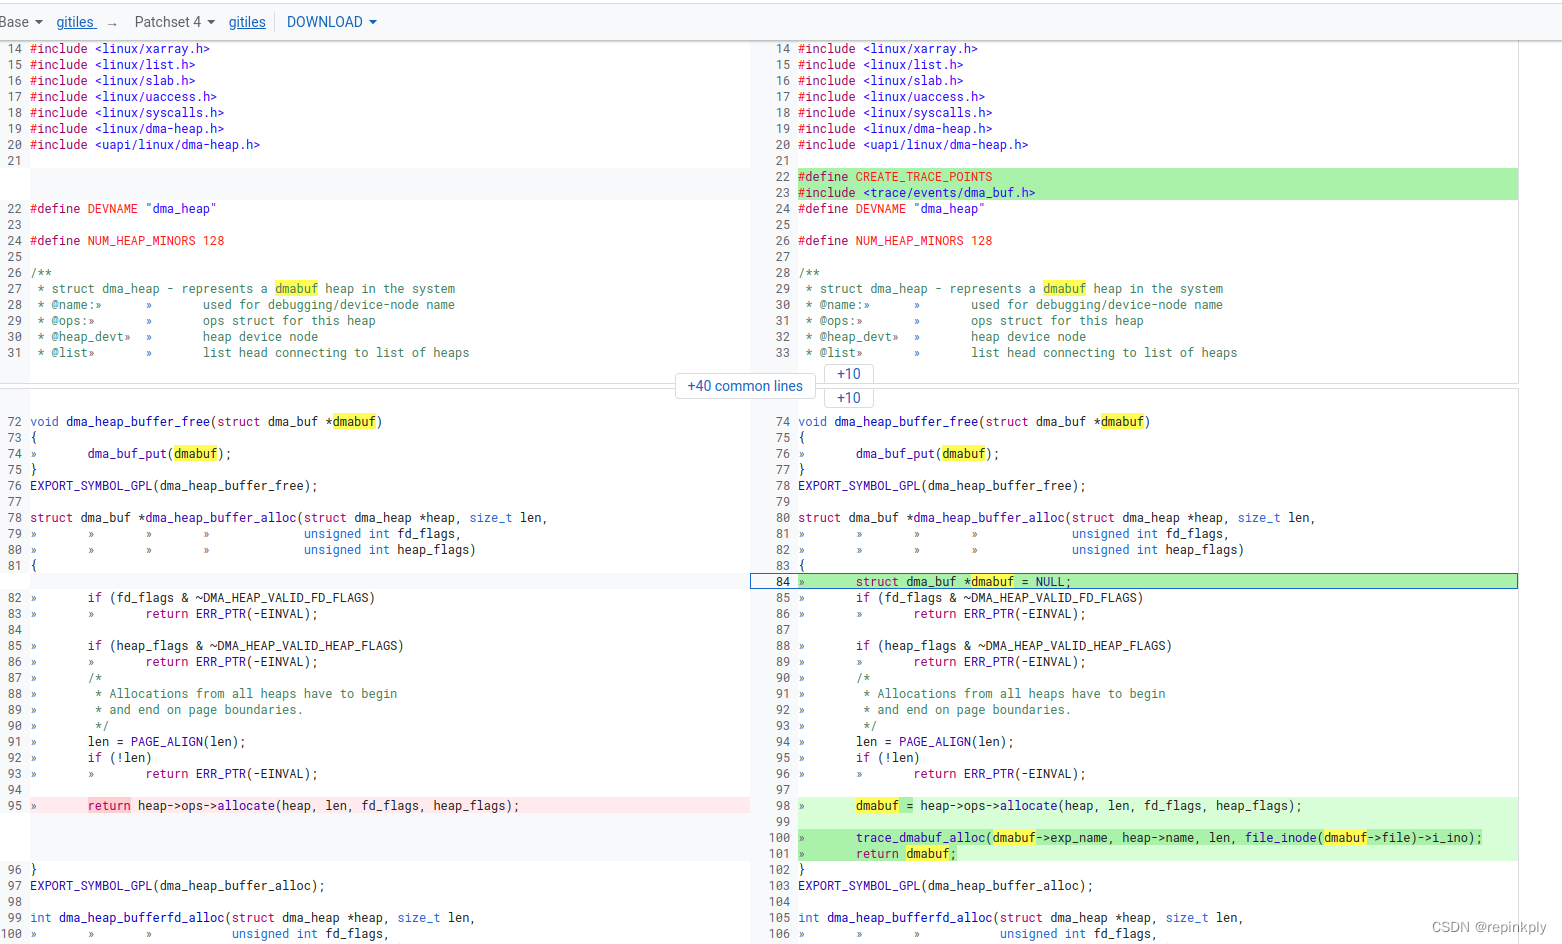 Base gitiles → Patchset 4 gitiles DOWNLOAD
14 #include <linux/xarray.h>
15 #include <linux/list.h>
16 #include <linux/slab.h>
17 #include <linux/uaccess.h>
18 #include <linux/syscalls.h>
19 #include <linux/dma-heap.h>
20 #include <uapi/linux/dma-heap.h>
21
22 #define DEVNAME "dma_heap"
23
24 #define NUM_HEAP_MINORS 128
25
26 /**
27  * struct dma_heap - represents a dmabuf heap in the system
28  * @name:»      »       used for debugging/device-node name
29  * @ops:»       »       ops struct for this heap
30  * @heap_devt»  »       heap device node
31  * @list»       »       list head connecting to list of heaps
14 #include <linux/xarray.h>
15 #include <linux/list.h>
16 #include <linux/slab.h>
17 #include <linux/uaccess.h>
18 #include <linux/syscalls.h>
19 #include <linux/dma-heap.h>
20 #include <uapi/linux/dma-heap.h>
21
22 #define CREATE_TRACE_POINTS
23 #include <trace/events/dma_buf.h>
24 #define DEVNAME "dma_heap"
25
26 #define NUM_HEAP_MINORS 128
27
28 /**
29  * struct dma_heap - represents a dmabuf heap in the system
30  * @name:»      »       used for debugging/device-node name
31  * @ops:»       »       ops struct for this heap
32  * @heap_devt»  »       heap device node
33  * @list»       »       list head connecting to list of heaps
+10
+40 common lines
+10
72 void dma_heap_buffer_free(struct dma_buf *dmabuf)
73 {
74 »       dma_buf_put(dmabuf);
75 }
76 EXPORT_SYMBOL_GPL(dma_heap_buffer_free);
77
78 struct dma_buf *dma_heap_buffer_alloc(struct dma_heap *heap, size_t len,
79 »       »       »       »             unsigned int fd_flags,
80 »       »       »       »             unsigned int heap_flags)
81 {
82 »       if (fd_flags & ~DMA_HEAP_VALID_FD_FLAGS)
83 »       »       return ERR_PTR(-EINVAL);
84
85 »       if (heap_flags & ~DMA_HEAP_VALID_HEAP_FLAGS)
86 »       »       return ERR_PTR(-EINVAL);
87 »       /*
88 »        * Allocations from all heaps have to begin
89 »        * and end on page boundaries.
90 »        */
91 »       len = PAGE_ALIGN(len);
92 »       if (!len)
93 »       »       return ERR_PTR(-EINVAL);
94
95 »       return heap->ops->allocate(heap, len, fd_flags, heap_flags);
96 }
97 EXPORT_SYMBOL_GPL(dma_heap_buffer_alloc);
98
99 int dma_heap_bufferfd_alloc(struct dma_heap *heap, size_t len,
100 »       »       »           unsigned int fd_flags,
74 void dma_heap_buffer_free(struct dma_buf *dmabuf)
75 {
76 »       dma_buf_put(dmabuf);
77 }
78 EXPORT_SYMBOL_GPL(dma_heap_buffer_free);
79
80 struct dma_buf *dma_heap_buffer_alloc(struct dma_heap *heap, size_t len,
81 »       »       »       »             unsigned int fd_flags,
82 »       »       »       »             unsigned int heap_flags)
83 {
84 »       struct dma_buf *dmabuf = NULL;
85 »       if (fd_flags & ~DMA_HEAP_VALID_FD_FLAGS)
86 »       »       return ERR_PTR(-EINVAL);
87
88 »       if (heap_flags & ~DMA_HEAP_VALID_HEAP_FLAGS)
89 »       »       return ERR_PTR(-EINVAL);
90 »       /*
91 »        * Allocations from all heaps have to begin
92 »        * and end on page boundaries.
93 »        */
94 »       len = PAGE_ALIGN(len);
95 »       if (!len)
96 »       »       return ERR_PTR(-EINVAL);
97
98 »       dmabuf = heap->ops->allocate(heap, len, fd_flags, heap_flags);
99
100 »       trace_dmabuf_alloc(dmabuf->exp_name, heap->name, len, file_inode(dmabuf->file)->i_ino);
101 »       return dmabuf;
102 }
103 EXPORT_SYMBOL_GPL(dma_heap_buffer_alloc);
104
105 int dma_heap_bufferfd_alloc(struct dma_heap *heap, size_t len,
106 »       »       »           unsigned int fd_flags,
CSDN @repinkply